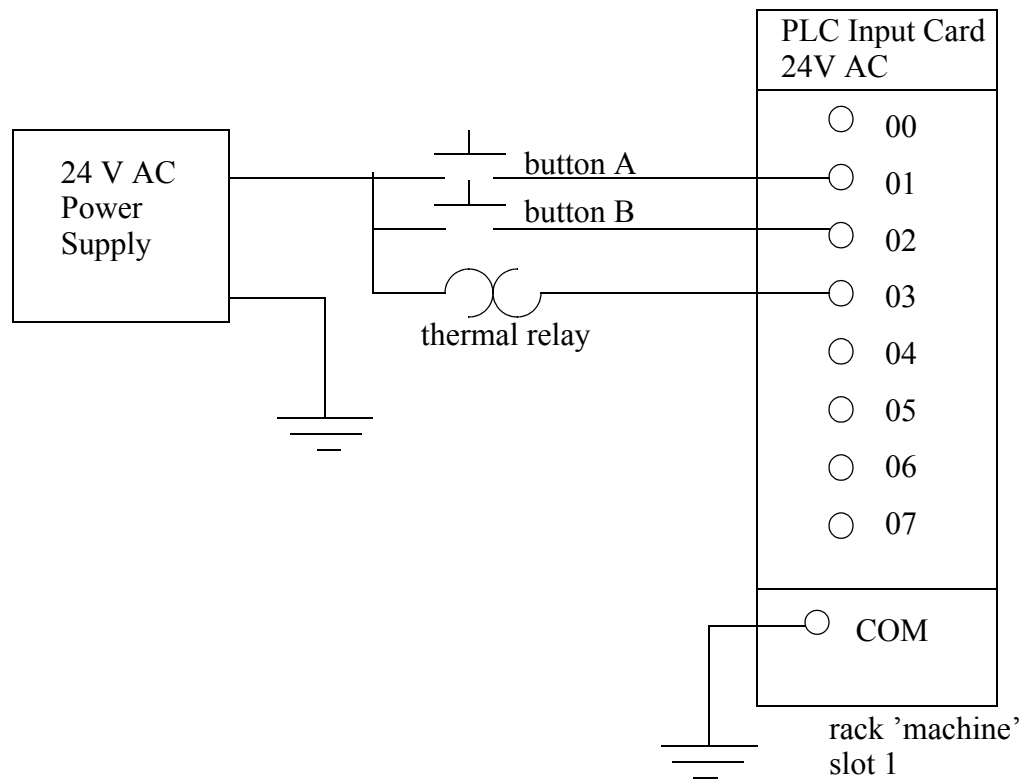 PLC Input Card
24V AC
24 V AC
Power
Supply
button A
button B
thermal relay
00
01
02
03
04
05
06
07
COM
rack ’machine’
slot 1